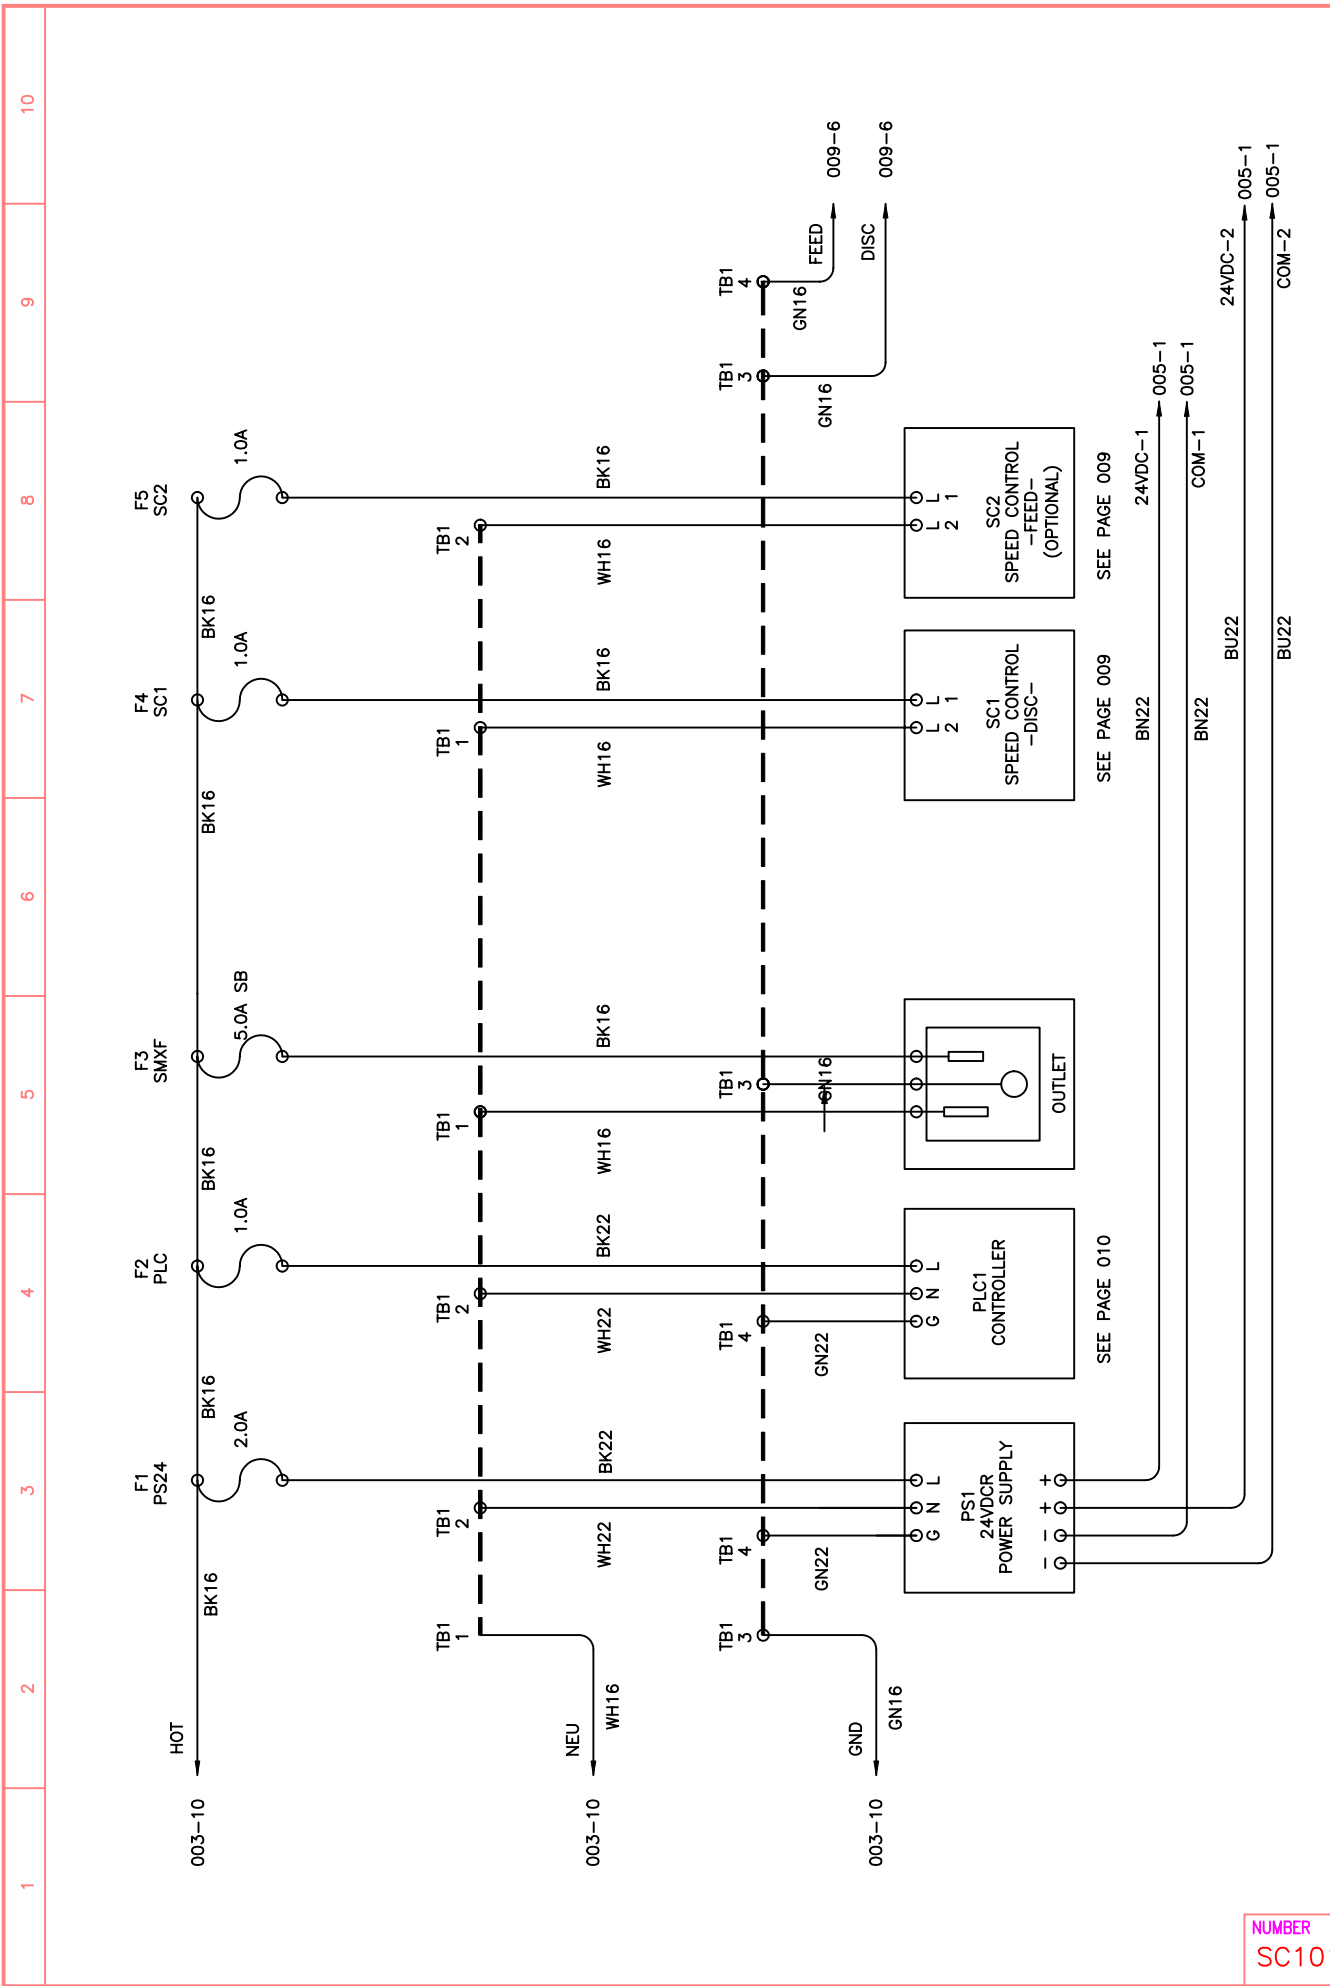 1
2
3
4
5
6
7
8
9
10
003-10
HOT
BK16
F1
PS24
2.0A
BK16
F2
PLC
1.0A
BK16
F3
SMXF
5.0A SB
BK16
F4
SC1
1.0A
BK16
F5
SC2
1.0A
003-10
NEU
WH16
TB1
1
TB1
2
TB1
2
TB1
1
TB1
1
TB1
2
WH22
BK22
WH22
BK22
WH16
BK16
WH16
BK16
WH16
BK16
003-10
GND
GN16
TB1
3
TB1
4
TB1
4
TB1
3
TB1
3
TB1
4
GN22
GN22
GN16
GN16
GN16
FEED
009-6
DISC
009-6
G N L
PS1
24VDCR
POWER SUPPLY
- - + +
G N L
PLC1
CONTROLLER
SEE PAGE 010
OUTLET
L L
2 1
SC1
SPEED CONTROL
-DISC-
SEE PAGE 009
L L
2 1
SC2
SPEED CONTROL
-FEED-
(OPTIONAL)
SEE PAGE 009
BN22
24VDC-1
005-1
BN22
COM-1
005-1
BU22
24VDC-2
005-1
BU22
COM-2
005-1
NUMBER
SC10